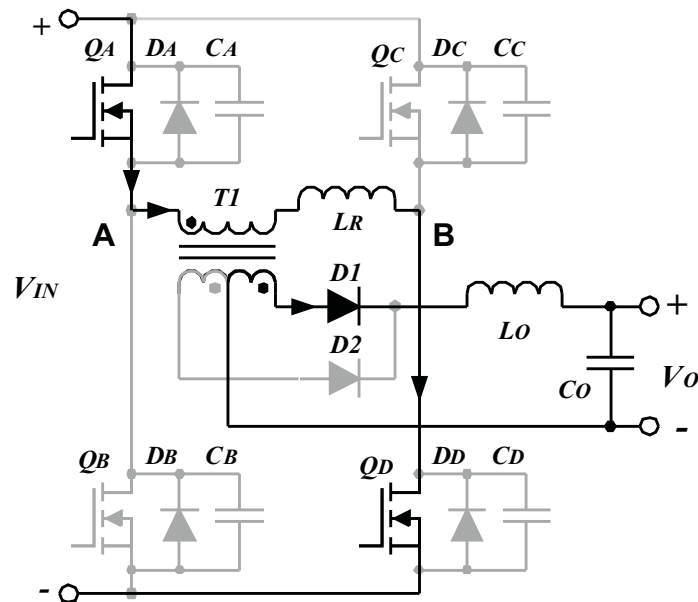 +
QA DA CA
QC DC CC
T1
LR
A
B
VIN
D1
D2
LO
+
CO
VO
-
QB DB CB
QD DD CD
-